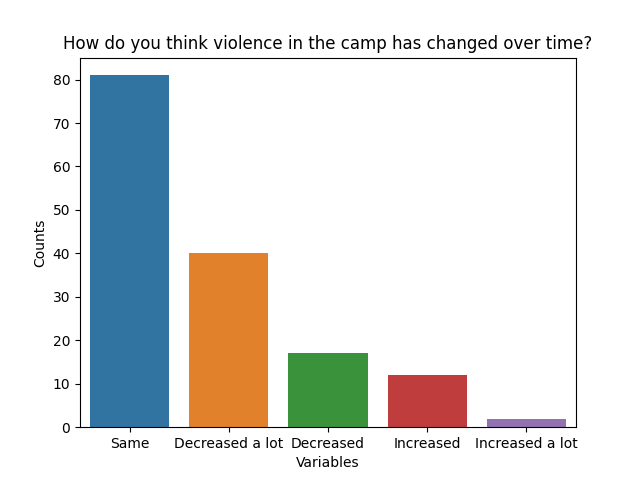 How do you think violence in the camp has changed over time?
80
70
60
50
40
30
20
10
0
Counts
Same Decreased a lot Decreased Increased Increased a lot
Variables